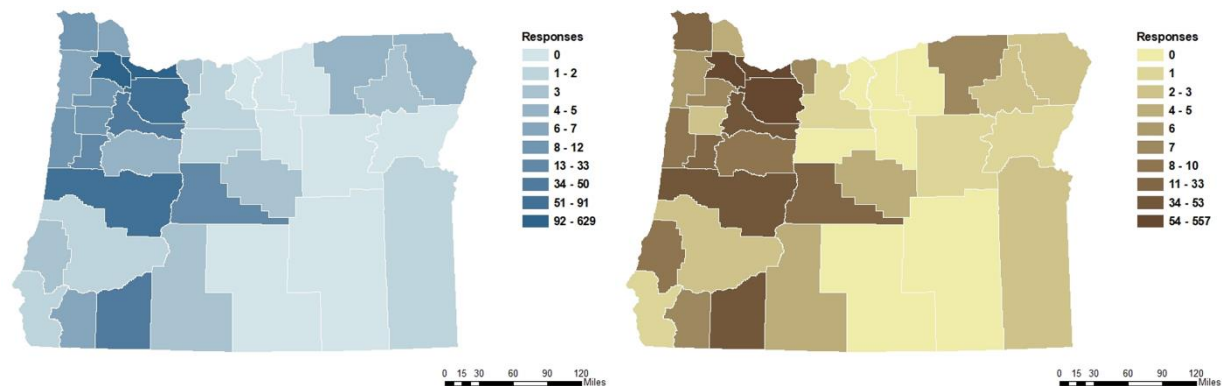 Responses
0
1 - 2
3
4 - 5
6 - 7
8 - 12
13 - 33
34 - 50
51 - 91
92 - 629
0 15 30 60 90 120
Miles
Responses
0
1
2 - 3
4 - 5
6
7
8 - 10
11 - 33
34 - 53
54 - 557
0 15 30 60 90 120
Miles